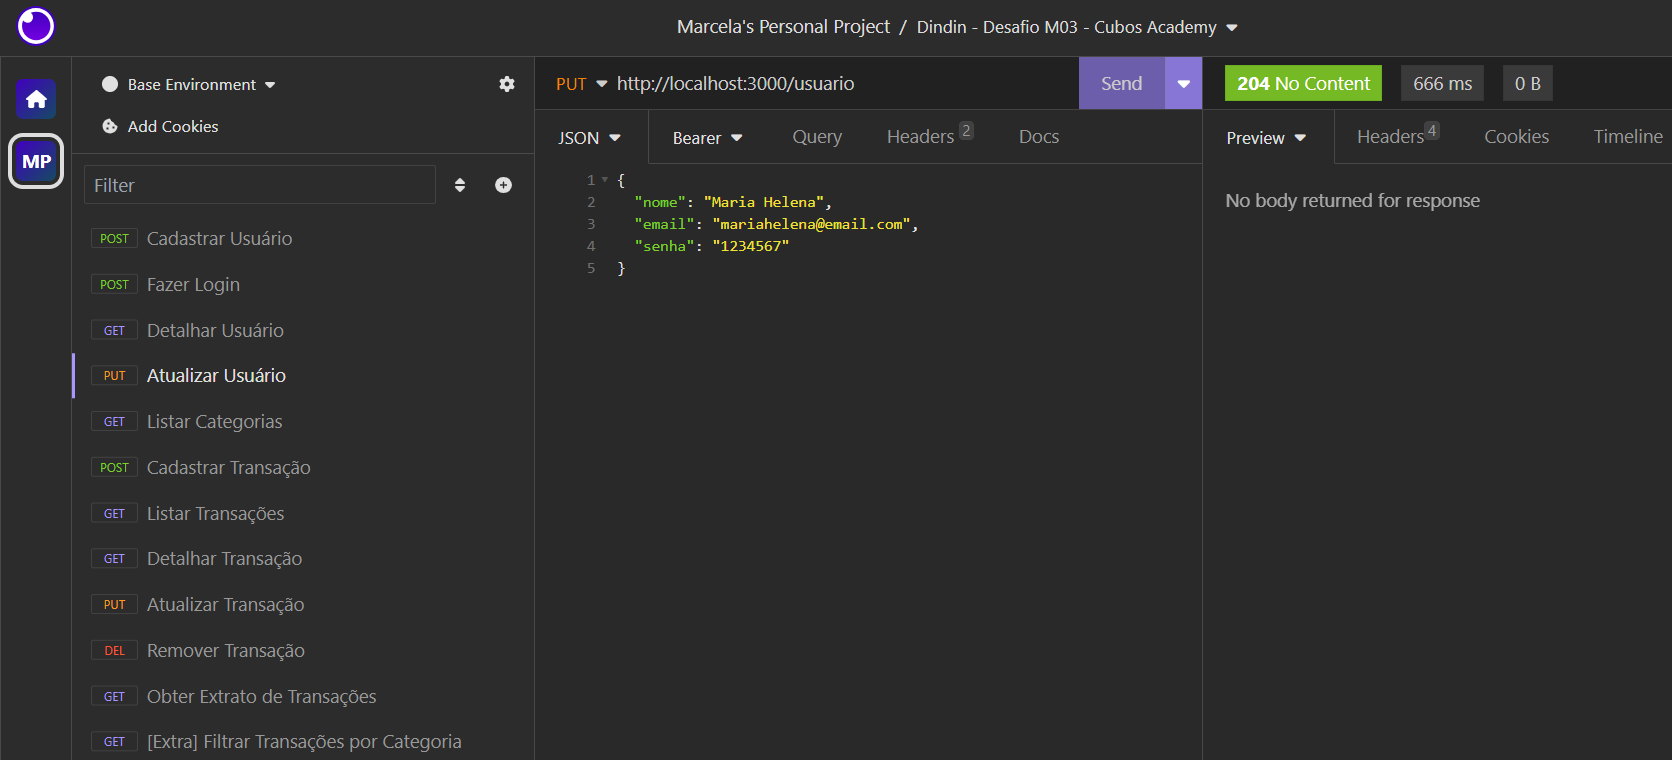 Marcela's Personal Project / Dindin - Desafio M03 - Cubos Academy
MP
Base Environment
Add Cookies
Filter
POST Cadastrar Usuário
POST Fazer Login
GET Detalhar Usuário
PUT Atualizar Usuário
GET Listar Categorias
POST Cadastrar Transação
GET Listar Transações
GET Detalhar Transação
PUT Atualizar Transação
DEL Remover Transação
GET Obter Extrato de Transações
GET [Extra] Filtrar Transações por Categoria
PUT http://localhost:3000/usuario Send
JSON Bearer Query Headers 2 Docs
1 {
2 "nome": "Maria Helena",
3 "email": "mariahelena@email.com",
4 "senha": "1234567"
5 }
204 No Content 666 ms 0 B
Preview Headers 4 Cookies Timeline
No body returned for response